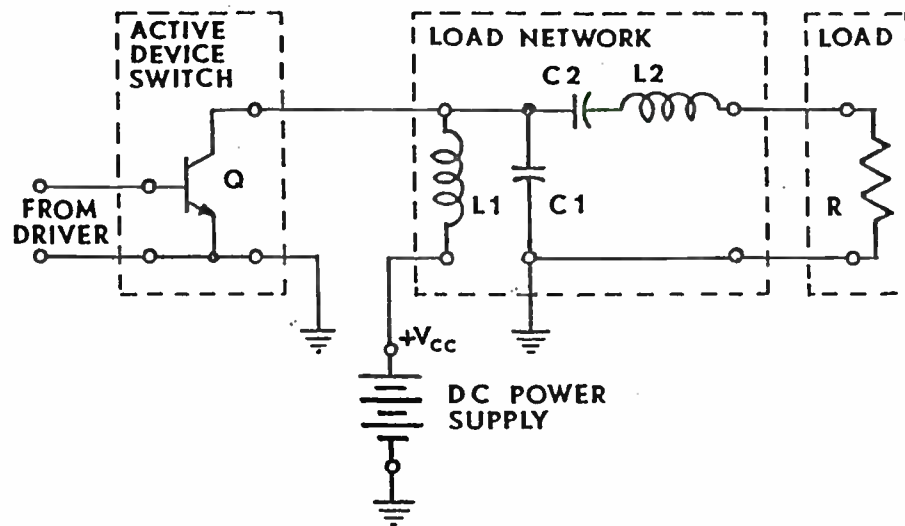 ACTIVE
DEVICE
SWITCH
LOAD NETWORK
LOAD
C2
L2
Q
L1
C1
R
FROM
DRIVER
+VCC
DC POWER
SUPPLY